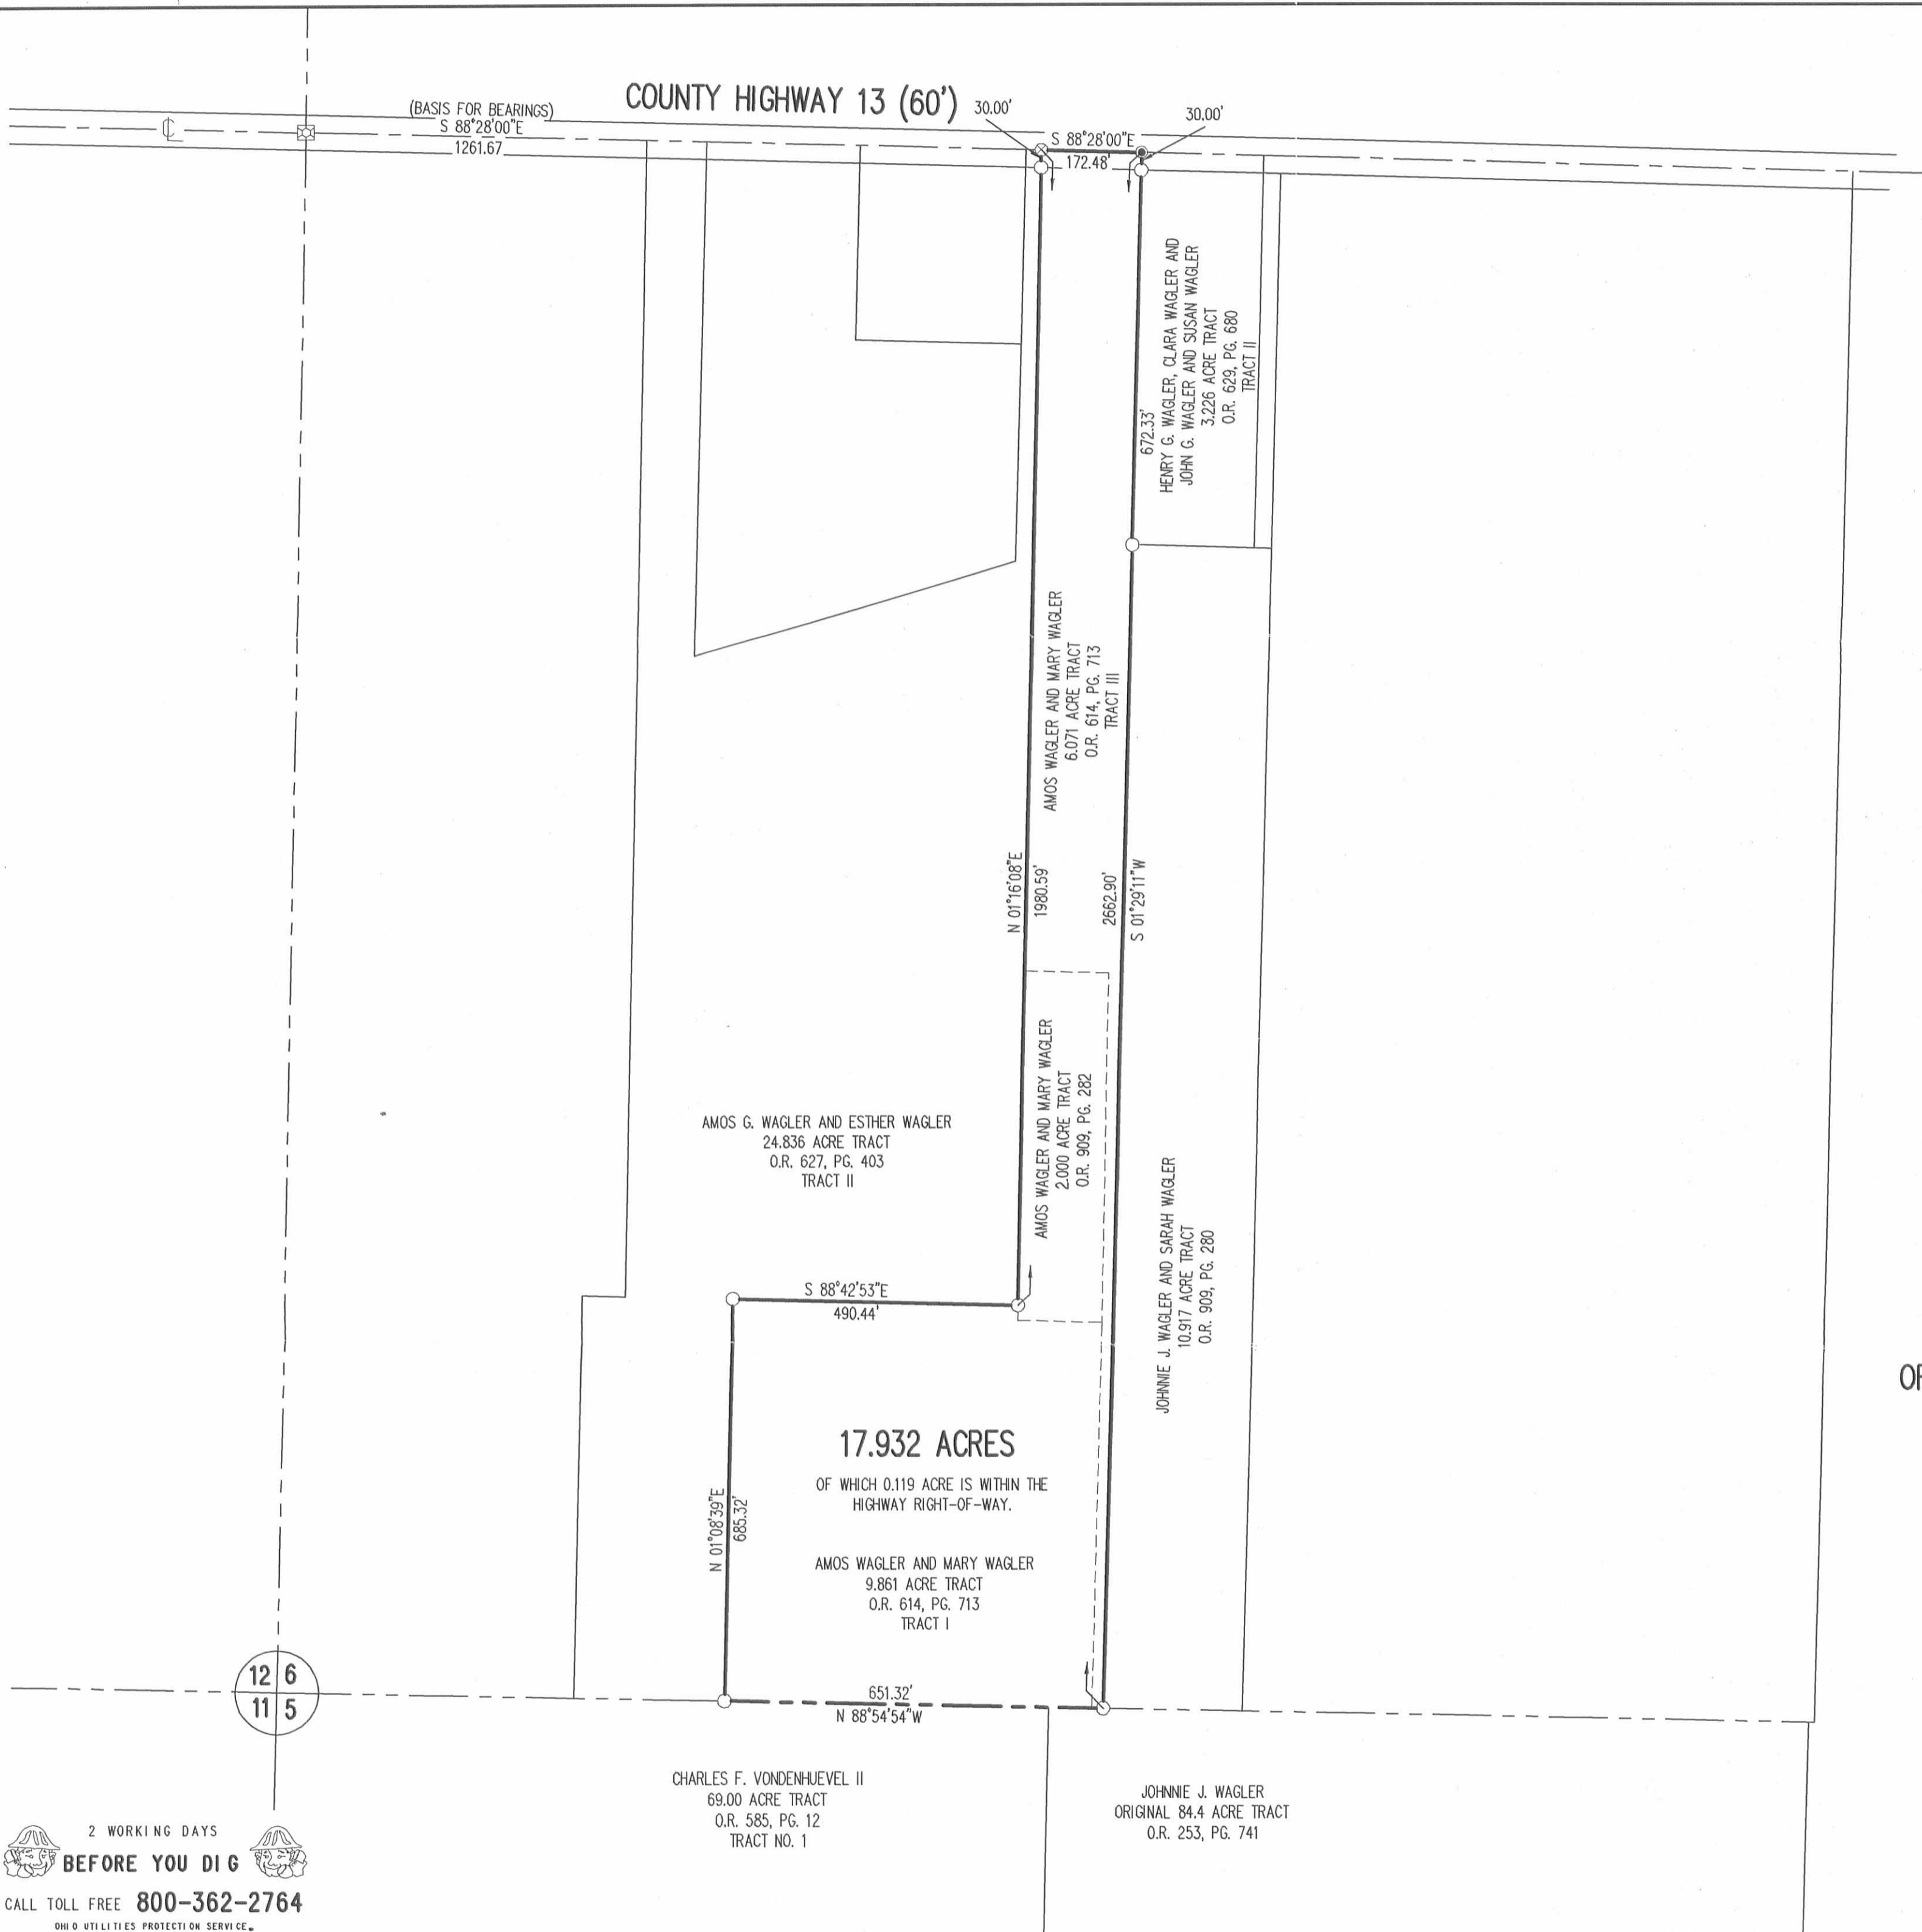 COUNTY HIGHWAY 13 (60')
(BASIS FOR BEARINGS)
S 88°28'00"E
1261.67
30.00'
30.00'
S 88°28'00"E
172.48'
HENRY G. WAGLER, CLARA WAGLER AND
JOHN G. WAGLER AND SUSAN WAGLER
3.226 ACRE TRACT
O.R. 629, PG. 680
TRACT II
672.33'
AMOS WAGLER AND MARY WAGLER
6.071 ACRE TRACT
O.R. 614, PG. 713
TRACT III
N 01°16'08"E
1980.59'
2662.90'
S 01°29'11"W
AMOS WAGLER AND MARY WAGLER
2.000 ACRE TRACT
O.R. 909, PG. 282
AMOS G. WAGLER AND ESTHER WAGLER
24.836 ACRE TRACT
O.R. 627, PG. 403
TRACT II
JOHNNIE J. WAGLER AND SARAH WAGLER
10.917 ACRE TRACT
O.R. 909, PG. 280
S 88°42'53"E
490.44'
17.932 ACRES
OF WHICH 0.119 ACRE IS WITHIN THE
HIGHWAY RIGHT-OF-WAY.
N 01°08'39"E
685.32'
AMOS WAGLER AND MARY WAGLER
9.861 ACRE TRACT
O.R. 614, PG. 713
TRACT I
12 6
11 5
651.32'
N 88°54'54"W
CHARLES F. VONDENHUEVEL II
69.00 ACRE TRACT
O.R. 585, PG. 12
TRACT NO. 1
JOHNNIE J. WAGLER
ORIGINAL 84.4 ACRE TRACT
O.R. 253, PG. 741
2 WORKING DAYS
BEFORE YOU DIG
CALL TOLL FREE 800-362-2764
OHIO UTILITIES PROTECTION SERVICE.